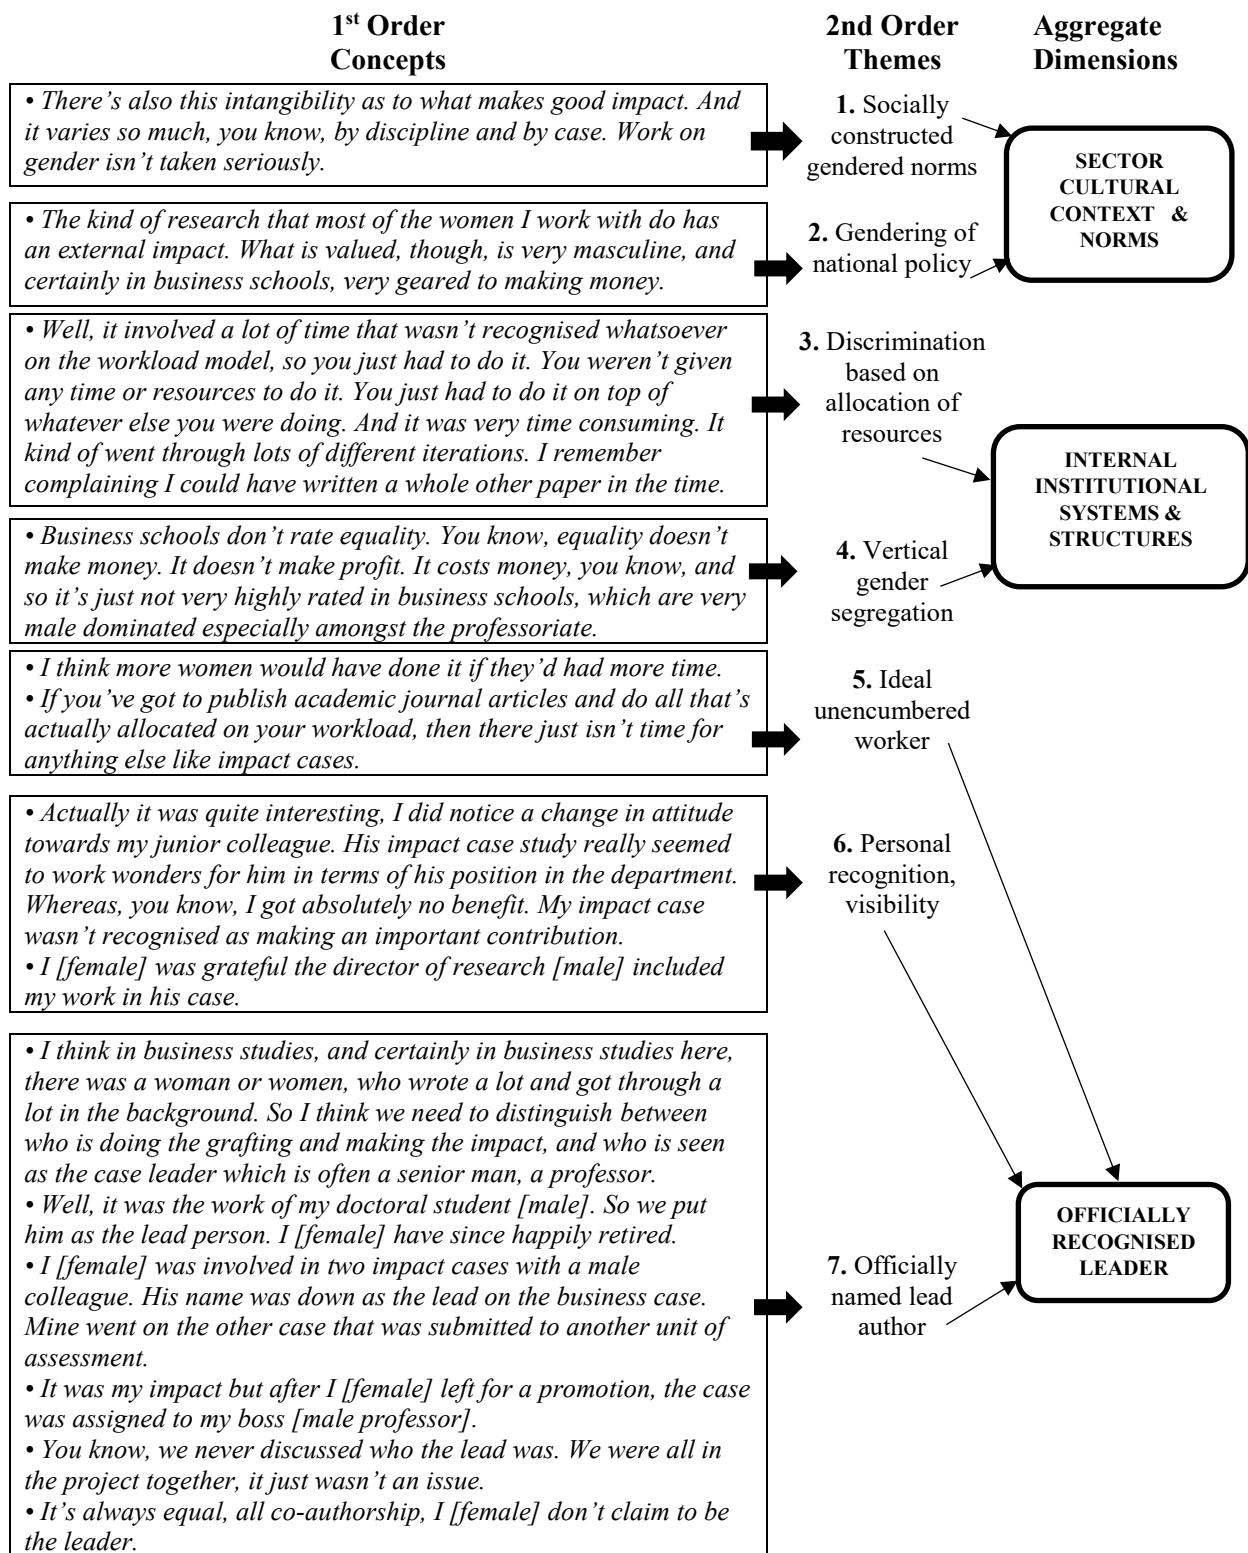 1st Order
Concepts
2nd Order
Themes
Aggregate
Dimensions
• There's also this intangibility as to what makes good impact. And
it varies so much, you know, by discipline and by case. Work on
gender isn't taken seriously.
1. Socially
constructed
gendered norms
SECTOR
CULTURAL
CONTEXT &
NORMS
• The kind of research that most of the women I work with do has
an external impact. What is valued, though, is very masculine, and
certainly in business schools, very geared to making money.
2. Gendering of
national policy
• Well, it involved a lot of time that wasn't recognised whatsoever
on the workload model, so you just had to do it. You weren't given
any time or resources to do it. You just had to do it on top of
whatever else you were doing. And it was very time consuming. It
kind of went through lots of different iterations. I remember
complaining I could have written a whole other paper in the time.
3. Discrimination
based on
allocation of
resources
INTERNAL
INSTITUTIONAL
SYSTEMS &
STRUCTURES
• Business schools don't rate equality. You know, equality doesn't
make money. It doesn't make profit. It costs money, you know, and
so it's just not very highly rated in business schools, which are very
male dominated especially amongst the professoriate.
4. Vertical
gender
segregation
• I think more women would have done it if they'd had more time.
• If you've got to publish academic journal articles and do all that's
actually allocated on your workload, then there just isn't time for
anything else like impact cases.
5. Ideal
unencumbered
worker
• Actually it was quite interesting, I did notice a change in attitude
towards my junior colleague. His impact case study really seemed
to work wonders for him in terms of his position in the department.
Whereas, you know, I got absolutely no benefit. My impact case
wasn't recognised as making an important contribution.
• I [female] was grateful the director of research [male] included
my work in his case.
6. Personal
recognition,
visibility
• I think in business studies, and certainly in business studies here,
there was a woman or women, who wrote a lot and got through a
lot in the background. So I think we need to distinguish between
who is doing the grafting and making the impact, and who is seen
as the case leader which is often a senior man, a professor.
• Well, it was the work of my doctoral student [male]. So we put
him as the lead person. I [female] have since happily retired.
• I [female] was involved in two impact cases with a male
colleague. His name was down as the lead on the business case.
Mine went on the other case that was submitted to another unit of
assessment.
• It was my impact but after I [female] left for a promotion, the case
was assigned to my boss [male professor].
• You know, we never discussed who the lead was. We were all in
the project together, it just wasn't an issue.
• It's always equal, all co-authorship, I [female] don't claim to be
the leader.
7. Officially
named lead
author
OFFICIALLY
RECOGNISED
LEADER